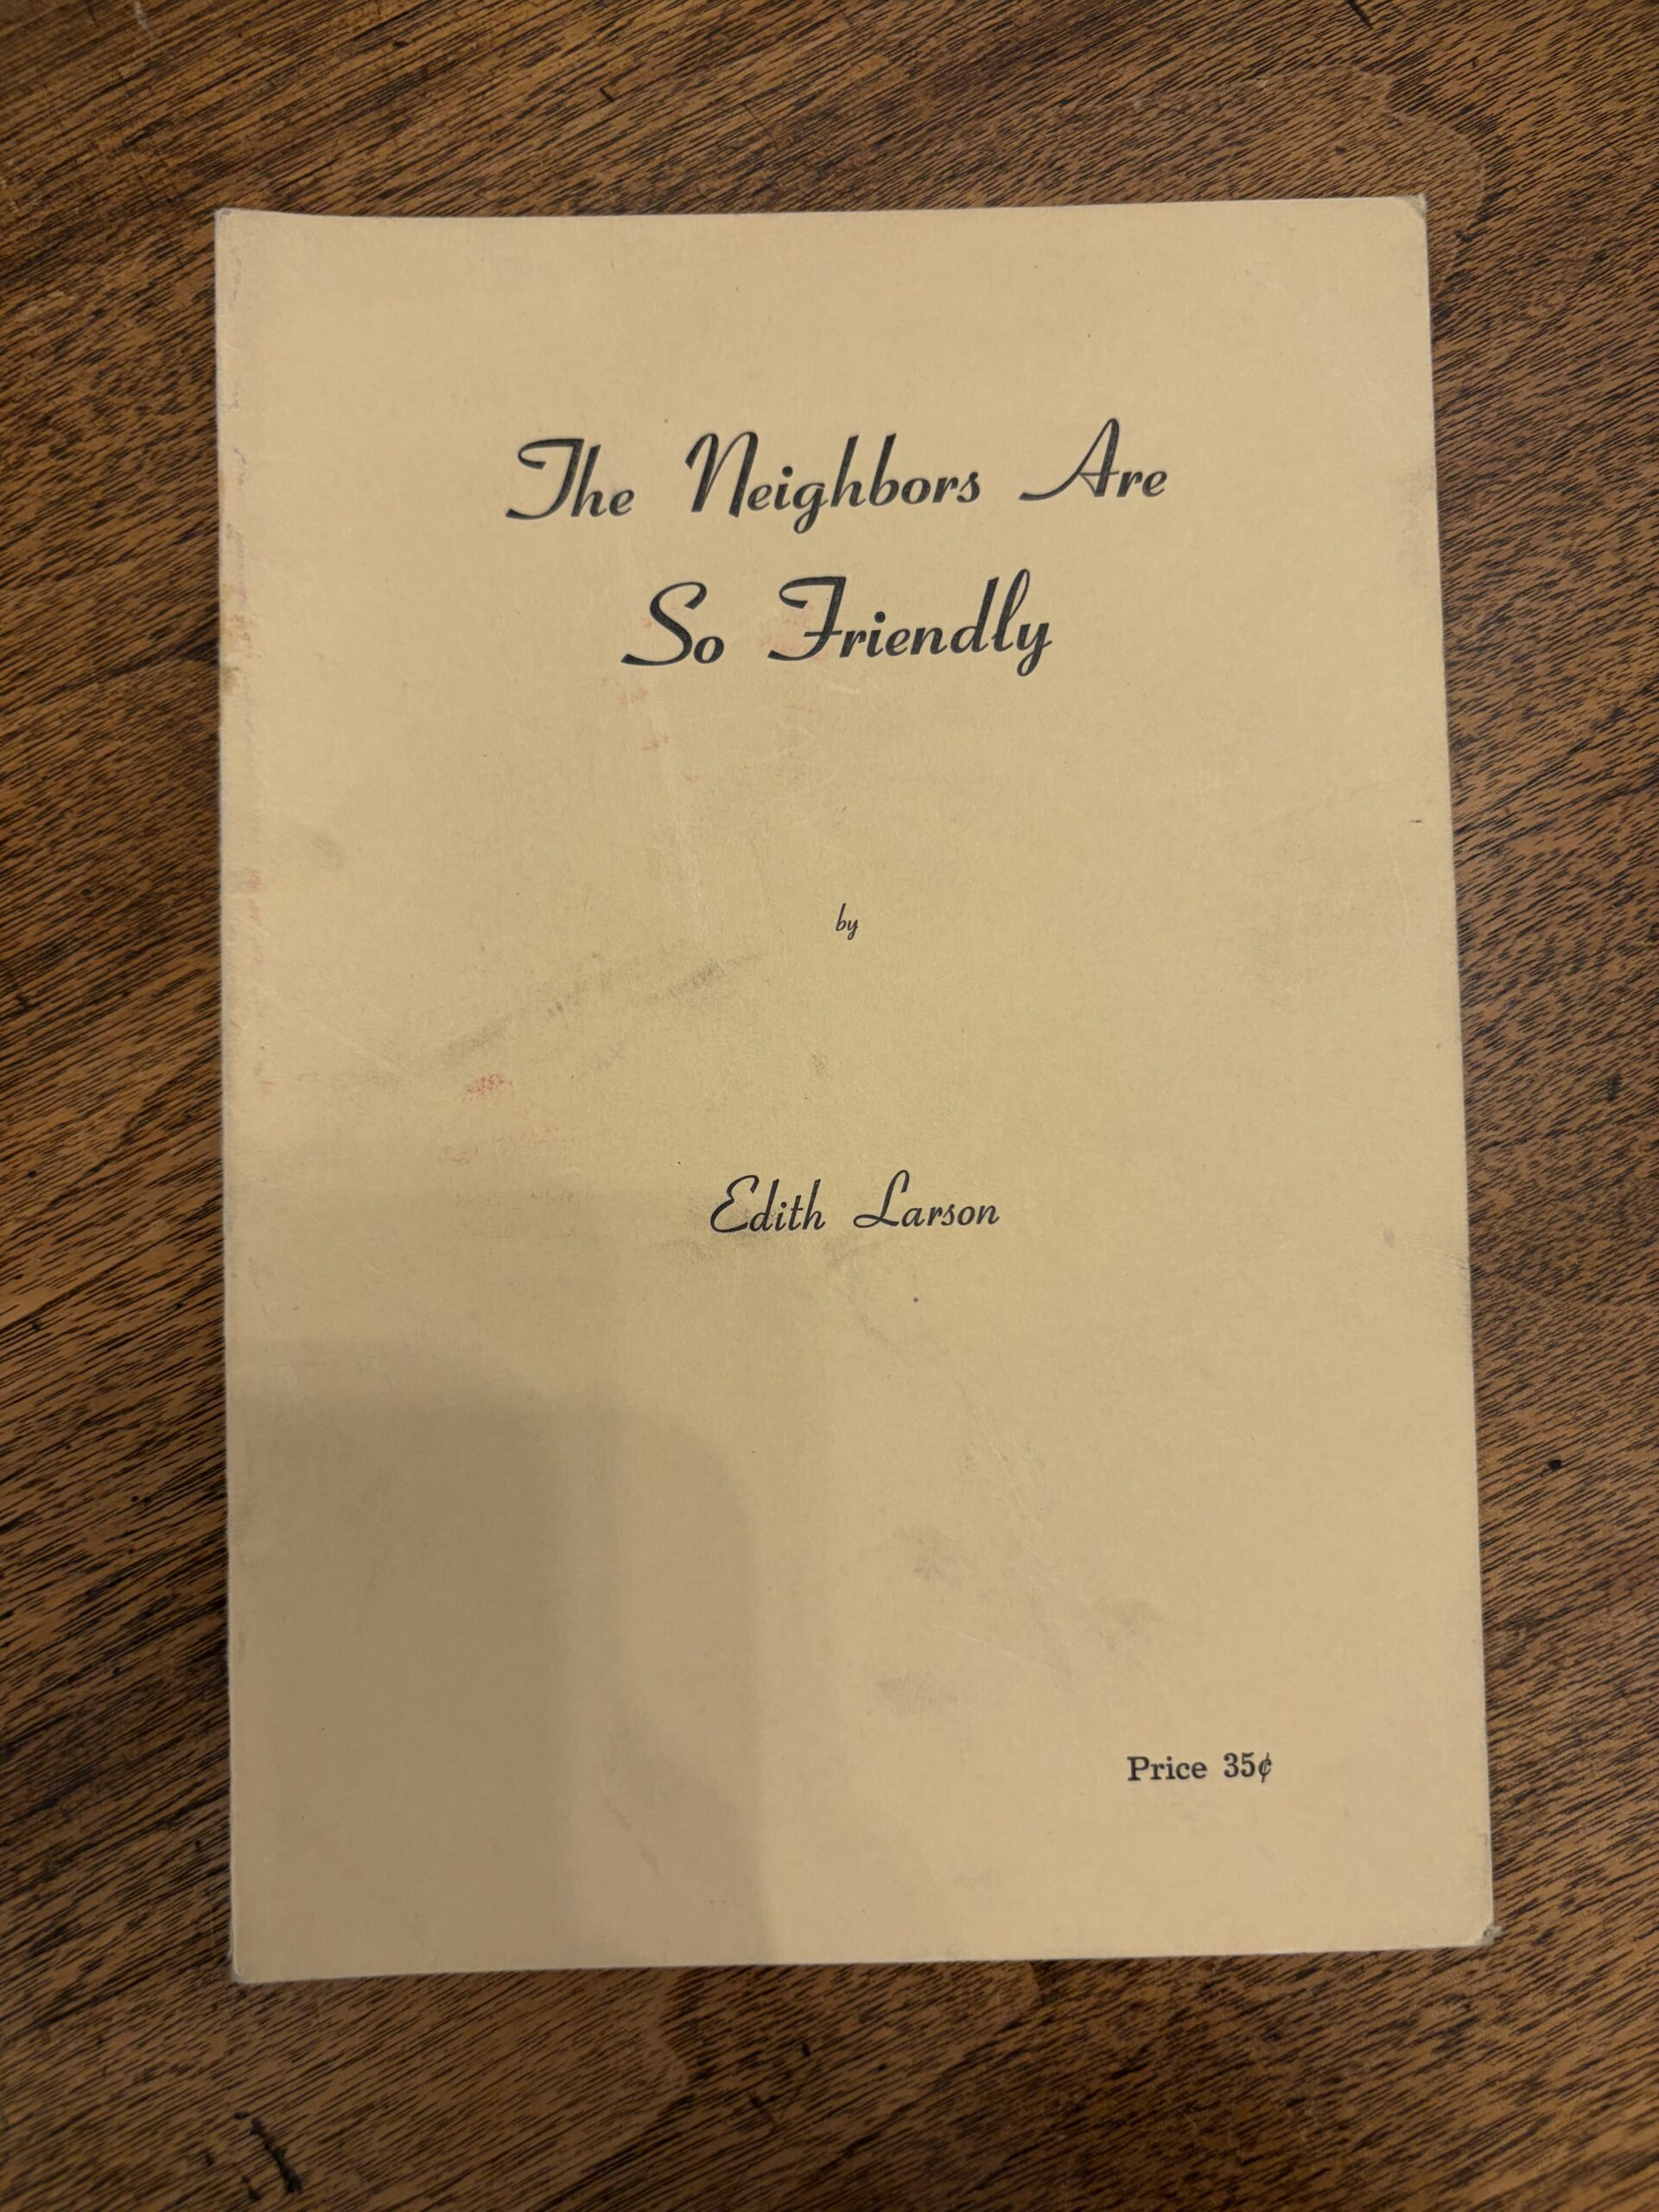 The Neighbors Are
So Friendly
by
Edith Larson
Price 35¢